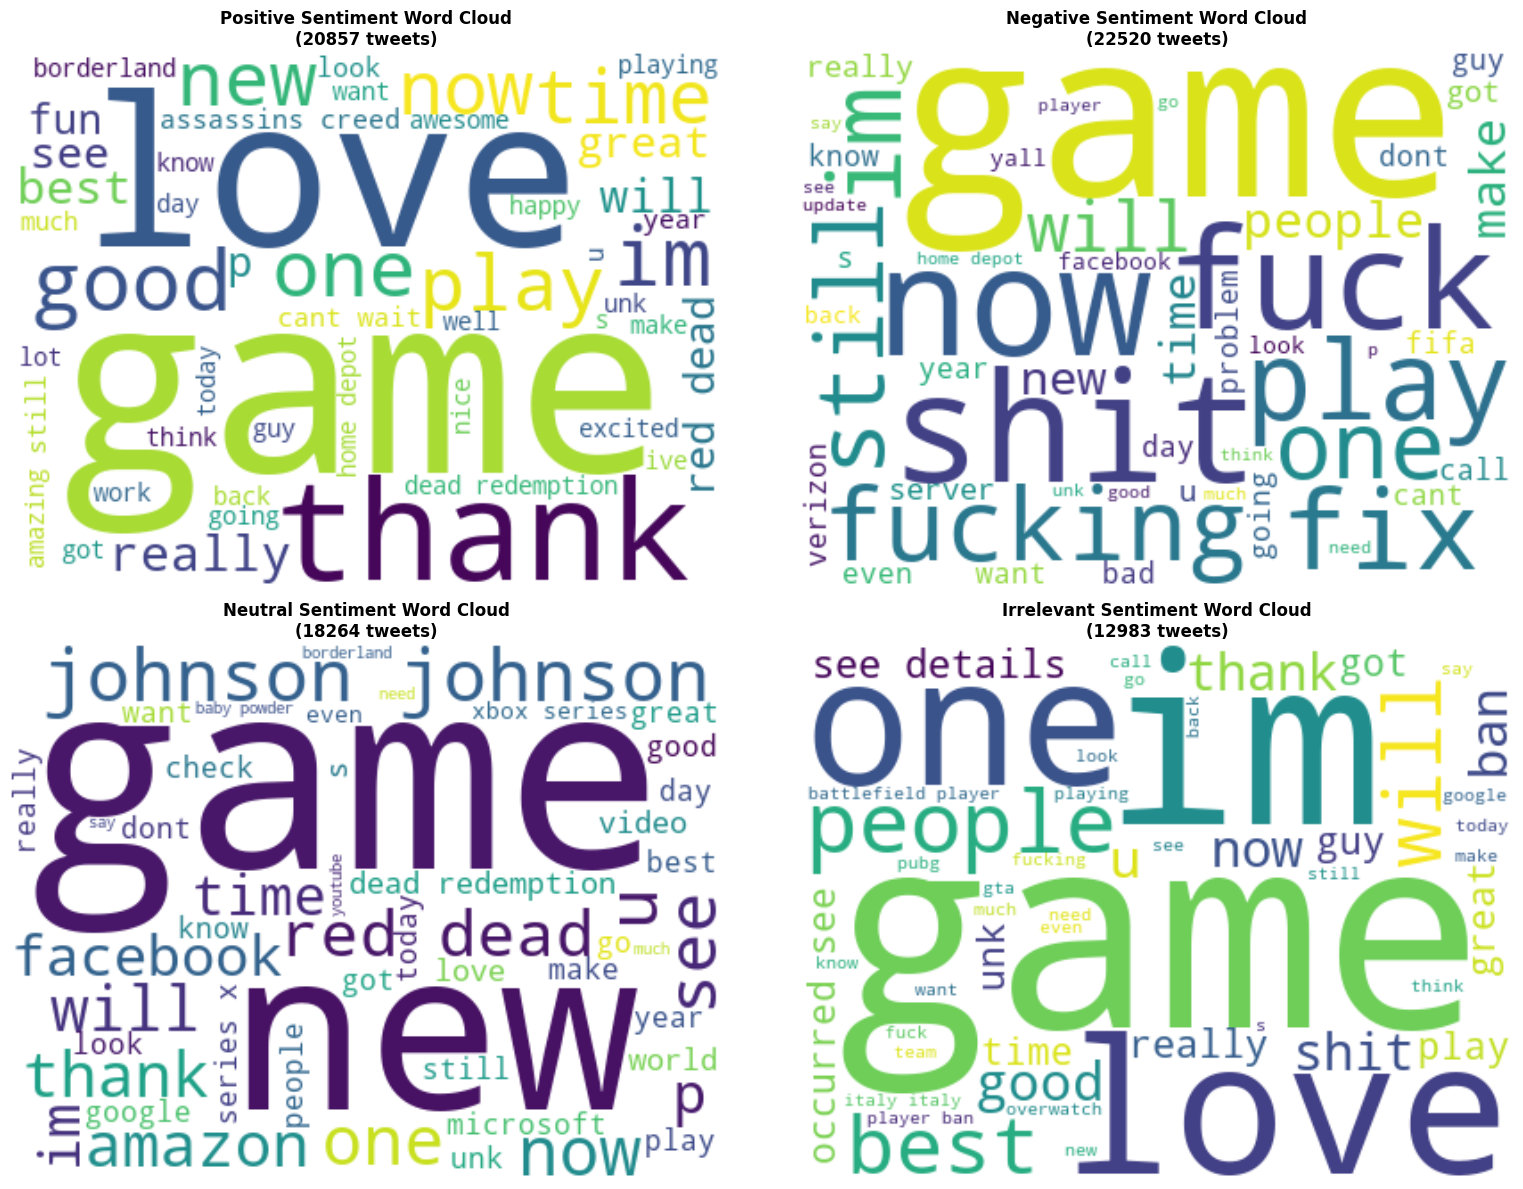 Positive Sentiment Word Cloud
(20857 tweets)
borderland
new
look
want
now
time
playing
fun
love
assassins creed
awesome
great
see
know
best
day
happy
will
much
year
good
p
one
play
u
im
unk
cant wait
well
s
make
red dead
lot
game
today
home depot
nice
amazing still
think
guy
excited
live
work
back
dead redemption
going
got
really
thank
Negative Sentiment Word Cloud
(22520 tweets)
really
im
game
guy
player
go
got
say
know
yall
dont
make
see
update
still
will
people
s
home depot
facebook
fuck
now
time
problem
back
year
new
look
p
fifa
shit
play
day
think
one
call
verizon
server
unk
good
u
much
going
cant
fucking
fix
need
even
want
bad
Neutral Sentiment Word Cloud
(18264 tweets)
borderland
johnson johnson
need
want
baby powder
even
xbox series
great
game
good
really
check
s
day
say
dont
video
youtube
best
time
dead redemption
u
see
know
red dead
today
go
much
facebook
got
love
make
will
series x
new
year
look
people
still
world
thank
p
im
google
microsoft
amazon
one
unk
now
play
Irrelevant Sentiment Word Cloud
(12983 tweets)
see details
call
go
thank
got
say
one
im
back
will
ban
look
battlefield player
playing
google
people
now
guy
today
pubg
fucking
u
see
still
make
occurred see
game
gta
much
need
even
great
know
unk
want
think
fuck
team
time
really
s
shit
play
good
italy italy
overwatch
player ban
love
best
new